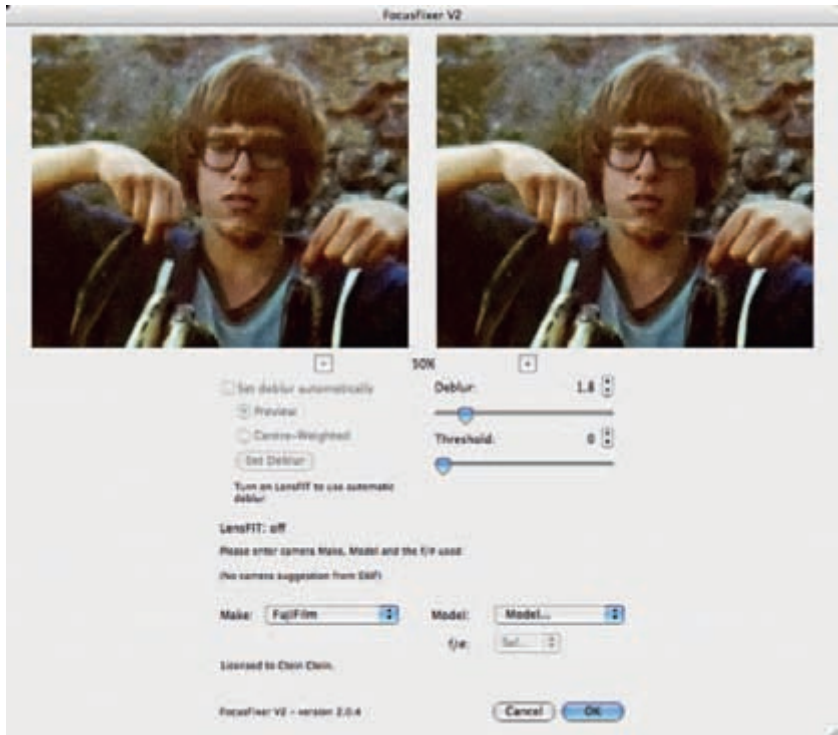 FocusFixer V2
50%
Set deblur automatically
Preview
Centre-Weighted
Set Deblur
Turn on LensFIT to use automatic
deblur
Deblur: 1.8
Threshold: 0
LensFIT: off
Please enter camera Make, Model and the f/# used
(No camera suggestion from EXIF)
Make: FujiFilm
Model: Model...
f/#: Sel...
Licensed to Chein Chein.
FocusFixer V2 - version 2.0.4
Cancel
OK